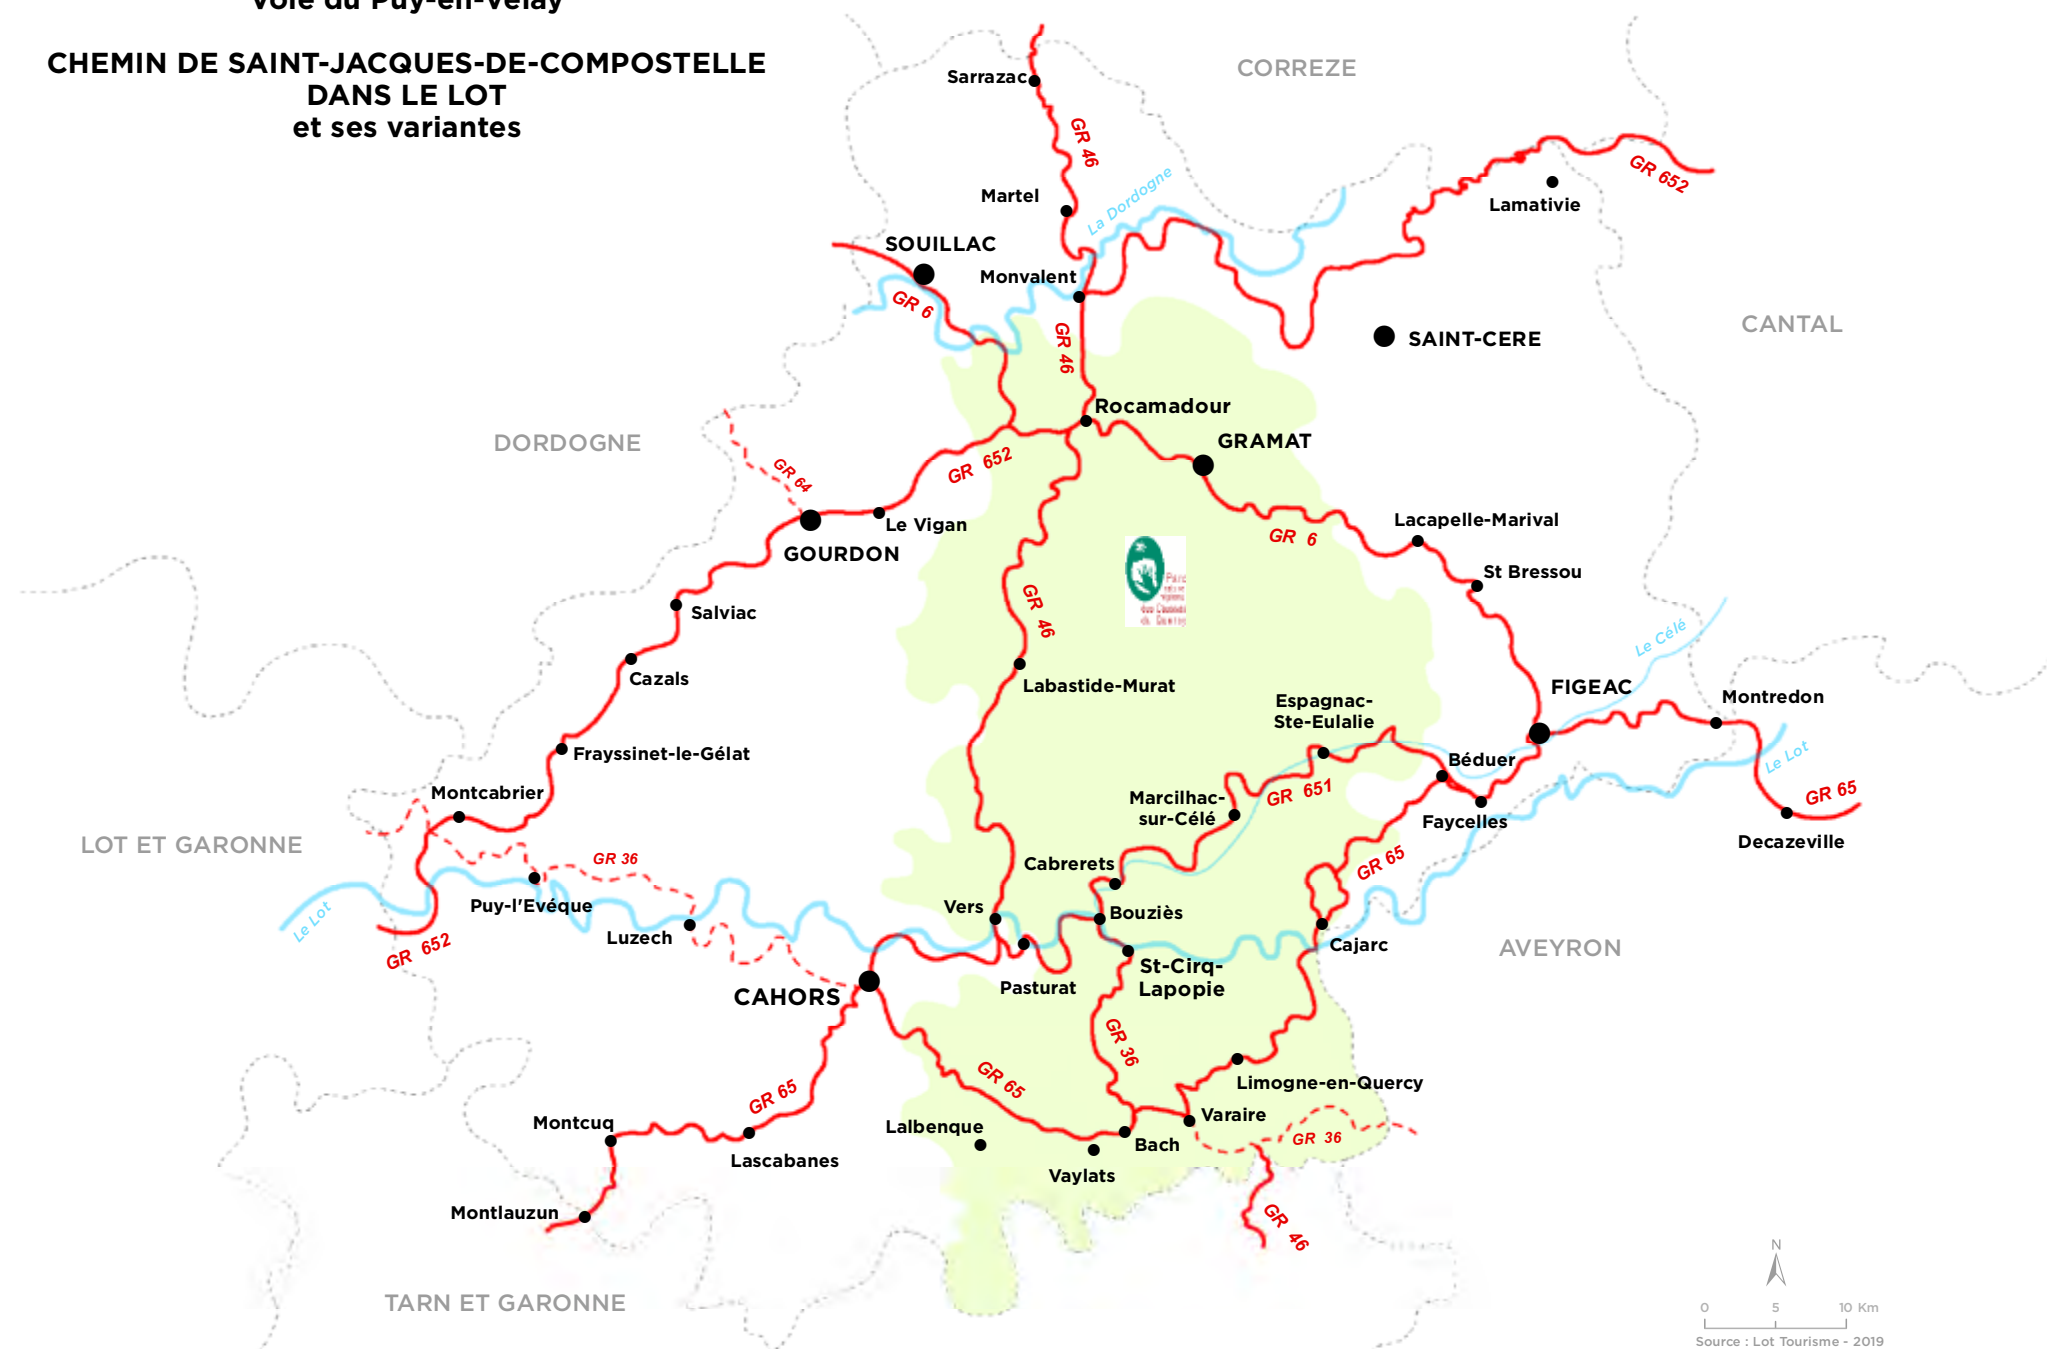 Voie du Puy-en-Velay
CHEMIN DE SAINT-JACQUES-DE-COMPOSTELLE
DANS LE LOT
et ses variantes
CORREZE
Sarrazac
GR 46
GR 652
Martel
La Dordogne
Lamativie
SOUILLAC
Monvalent
GR 6
GR 46
SAINT-CERE
CANTAL
Rocamadour
DORDOGNE
GRAMAT
GR 652
GR 64
Le Vigan
Lacapelle-Marival
GR 6
GOURDON
St Bressou
Parc
GR 46
Salviac
Le Célé
Cazals
Labastide-Murat
FIGEAC
Espagnac-
Ste-Eulalie
Montredon
Frayssinet-le-Gélat
Béduer
Le Lot
Montcabrier
GR 651
GR 65
Marcilhac-
sur-Célé
Faycelles
LOT ET GARONNE
Decazeville
GR 36
Cabrerets
GR 65
Puy-l'Evéque
Vers
Bouziès
Le Lot
Luzech
Cajarc
AVEYRON
GR 652
St-Cirq-
Lapopie
Pasturat
CAHORS
GR 36
GR 65
Limogne-en-Quercy
GR 65
Montcuq
Lalbenque
Varaire
GR 36
Bach
Lascabanes
Vaylats
Montlauzun
GR 46
N
TARN ET GARONNE
0 5 10 Km
Source : Lot Tourisme - 2019